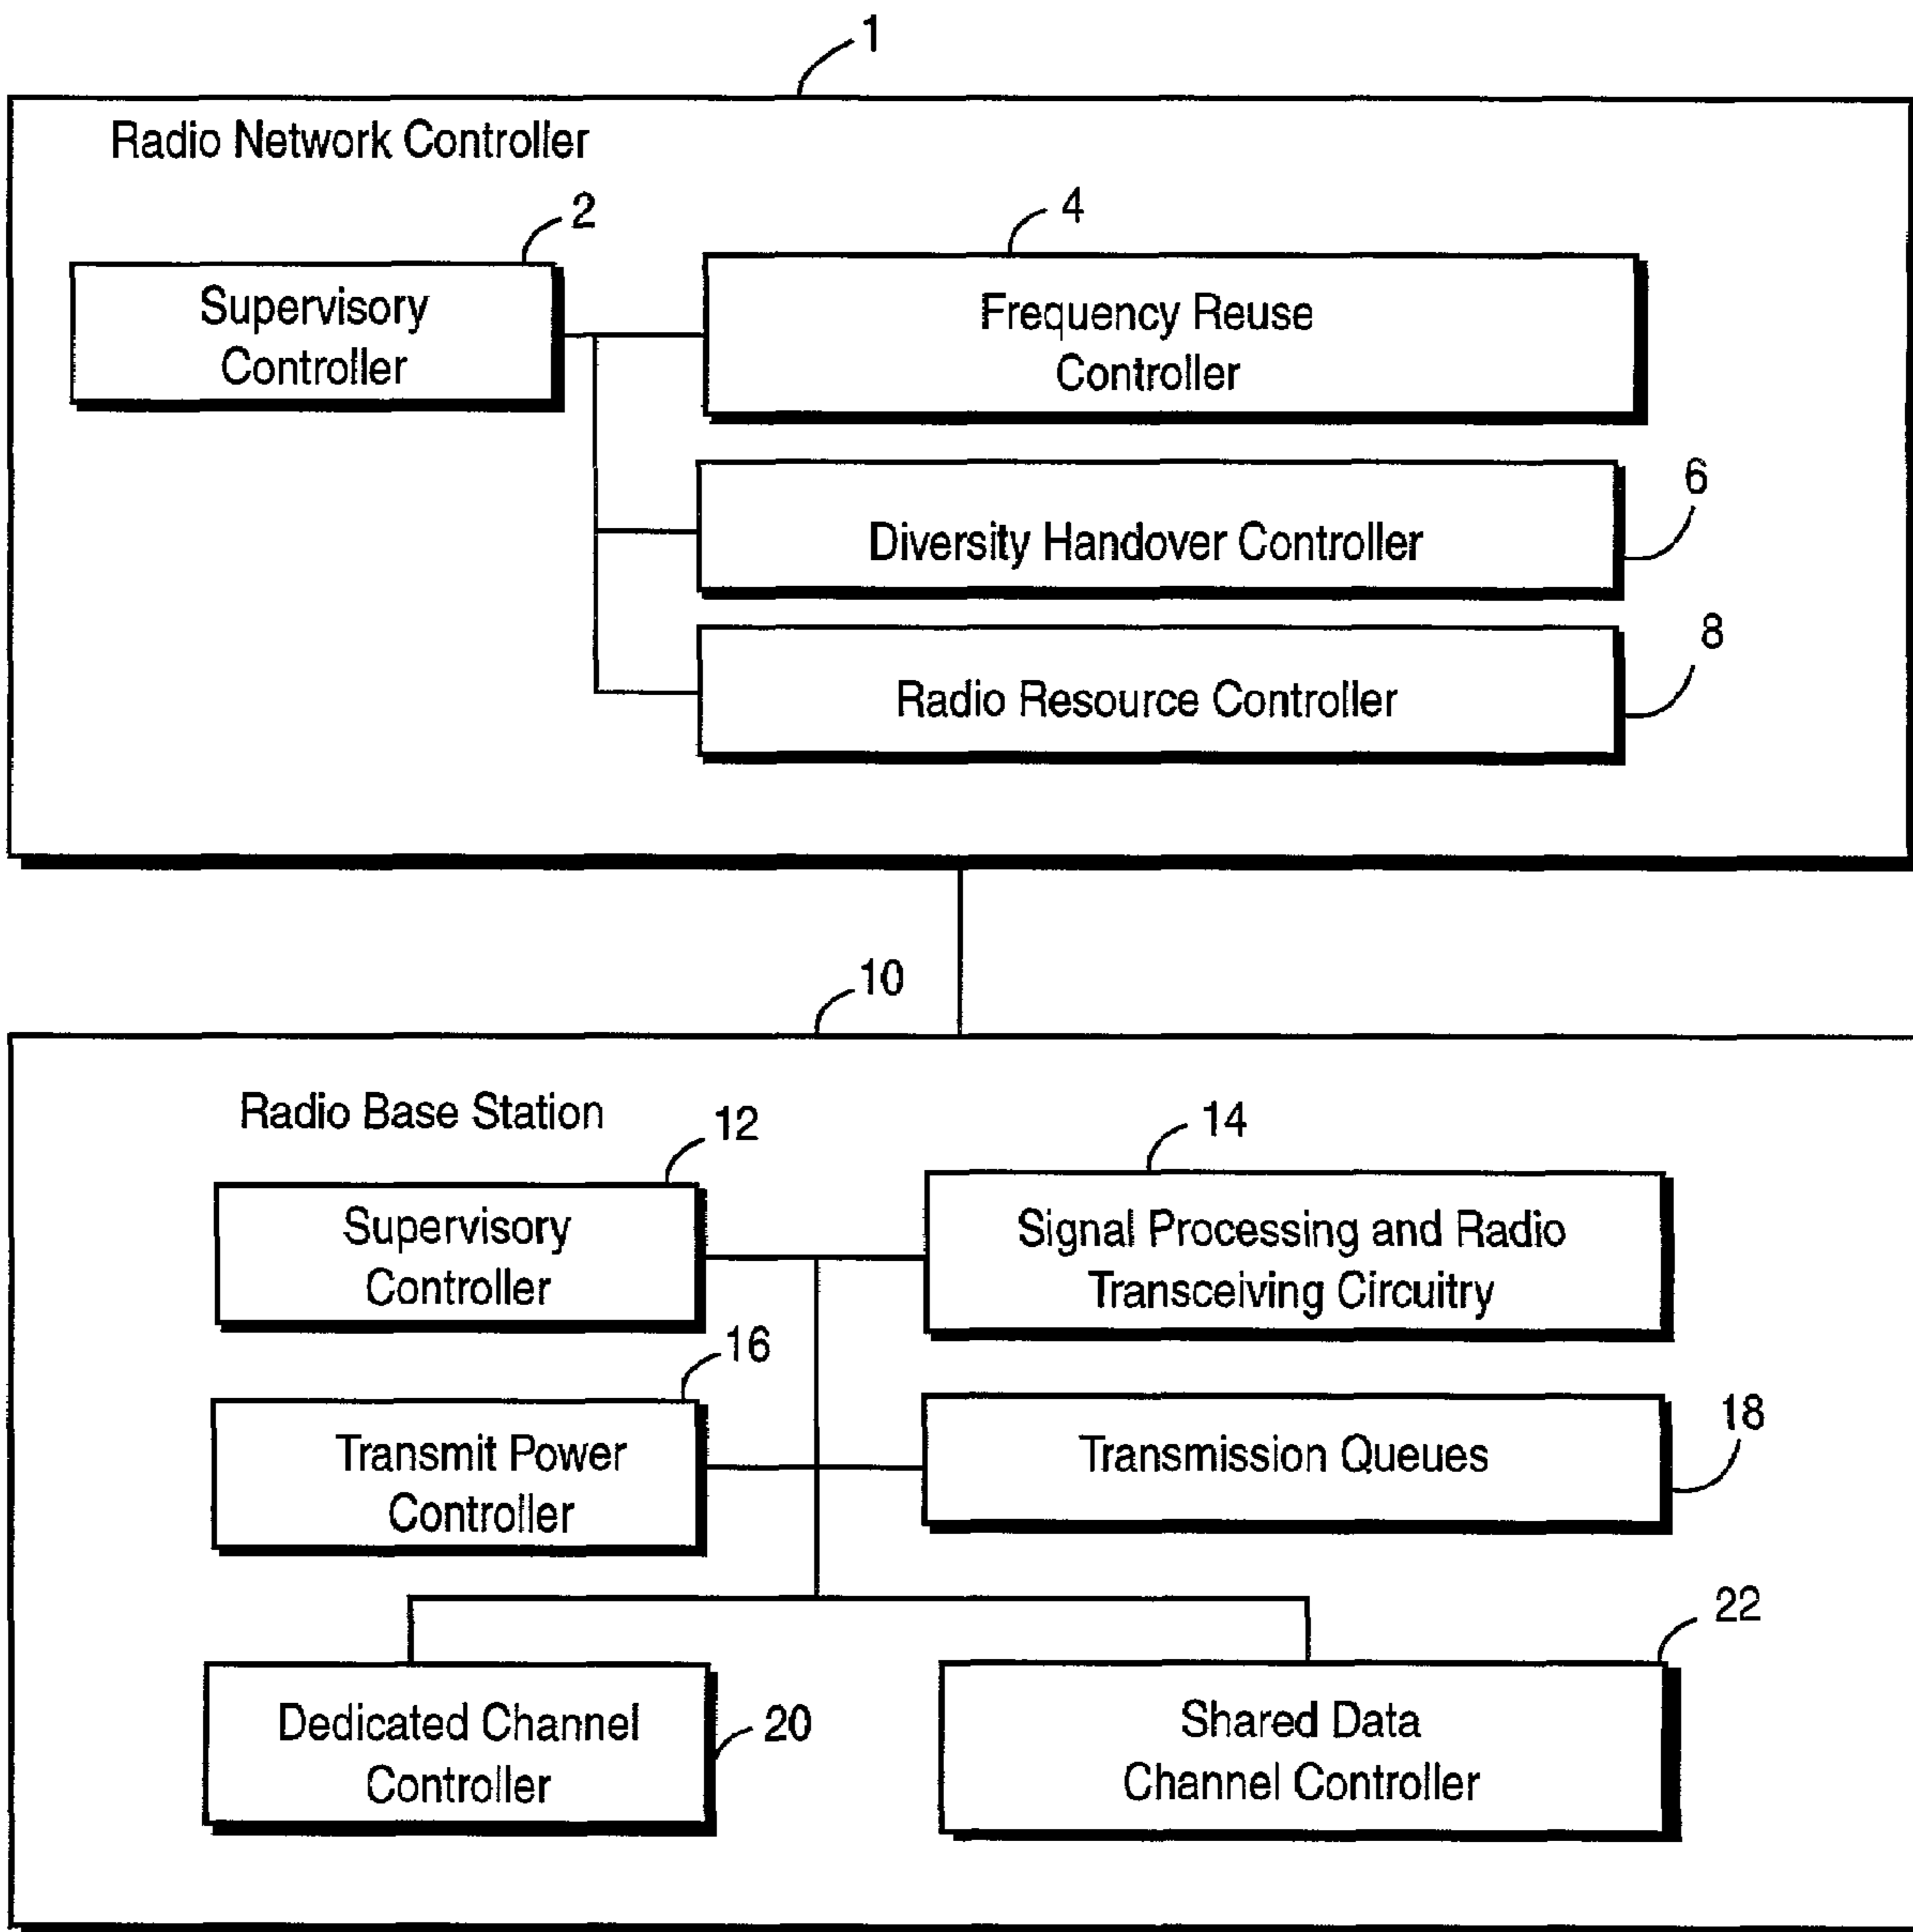 1
Radio Network Controller
2
4
Supervisory
Controller
Frequency Reuse
Controller
6
Diversity Handover Controller
8
Radio Resource Controller
10
Radio Base Station
12
14
Supervisory
Controller
Signal Processing and Radio
Transceiving Circuitry
16
18
Transmit Power
Controller
Transmission Queues
22
Dedicated Channel
Controller
20
Shared Data
Channel Controller